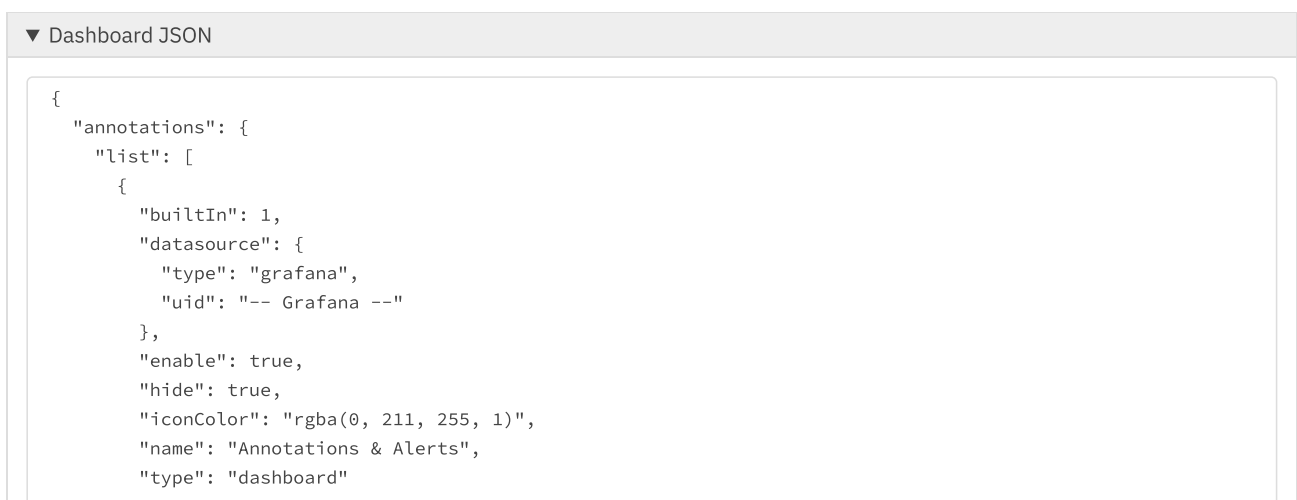 ▼ Dashboard JSON
{
  "annotations": {
    "list": [
      {
        "builtIn": 1,
        "datasource": {
          "type": "grafana",
          "uid": "-- Grafana --"
        },
        "enable": true,
        "hide": true,
        "iconColor": "rgba(0, 211, 255, 1)",
        "name": "Annotations & Alerts",
        "type": "dashboard"